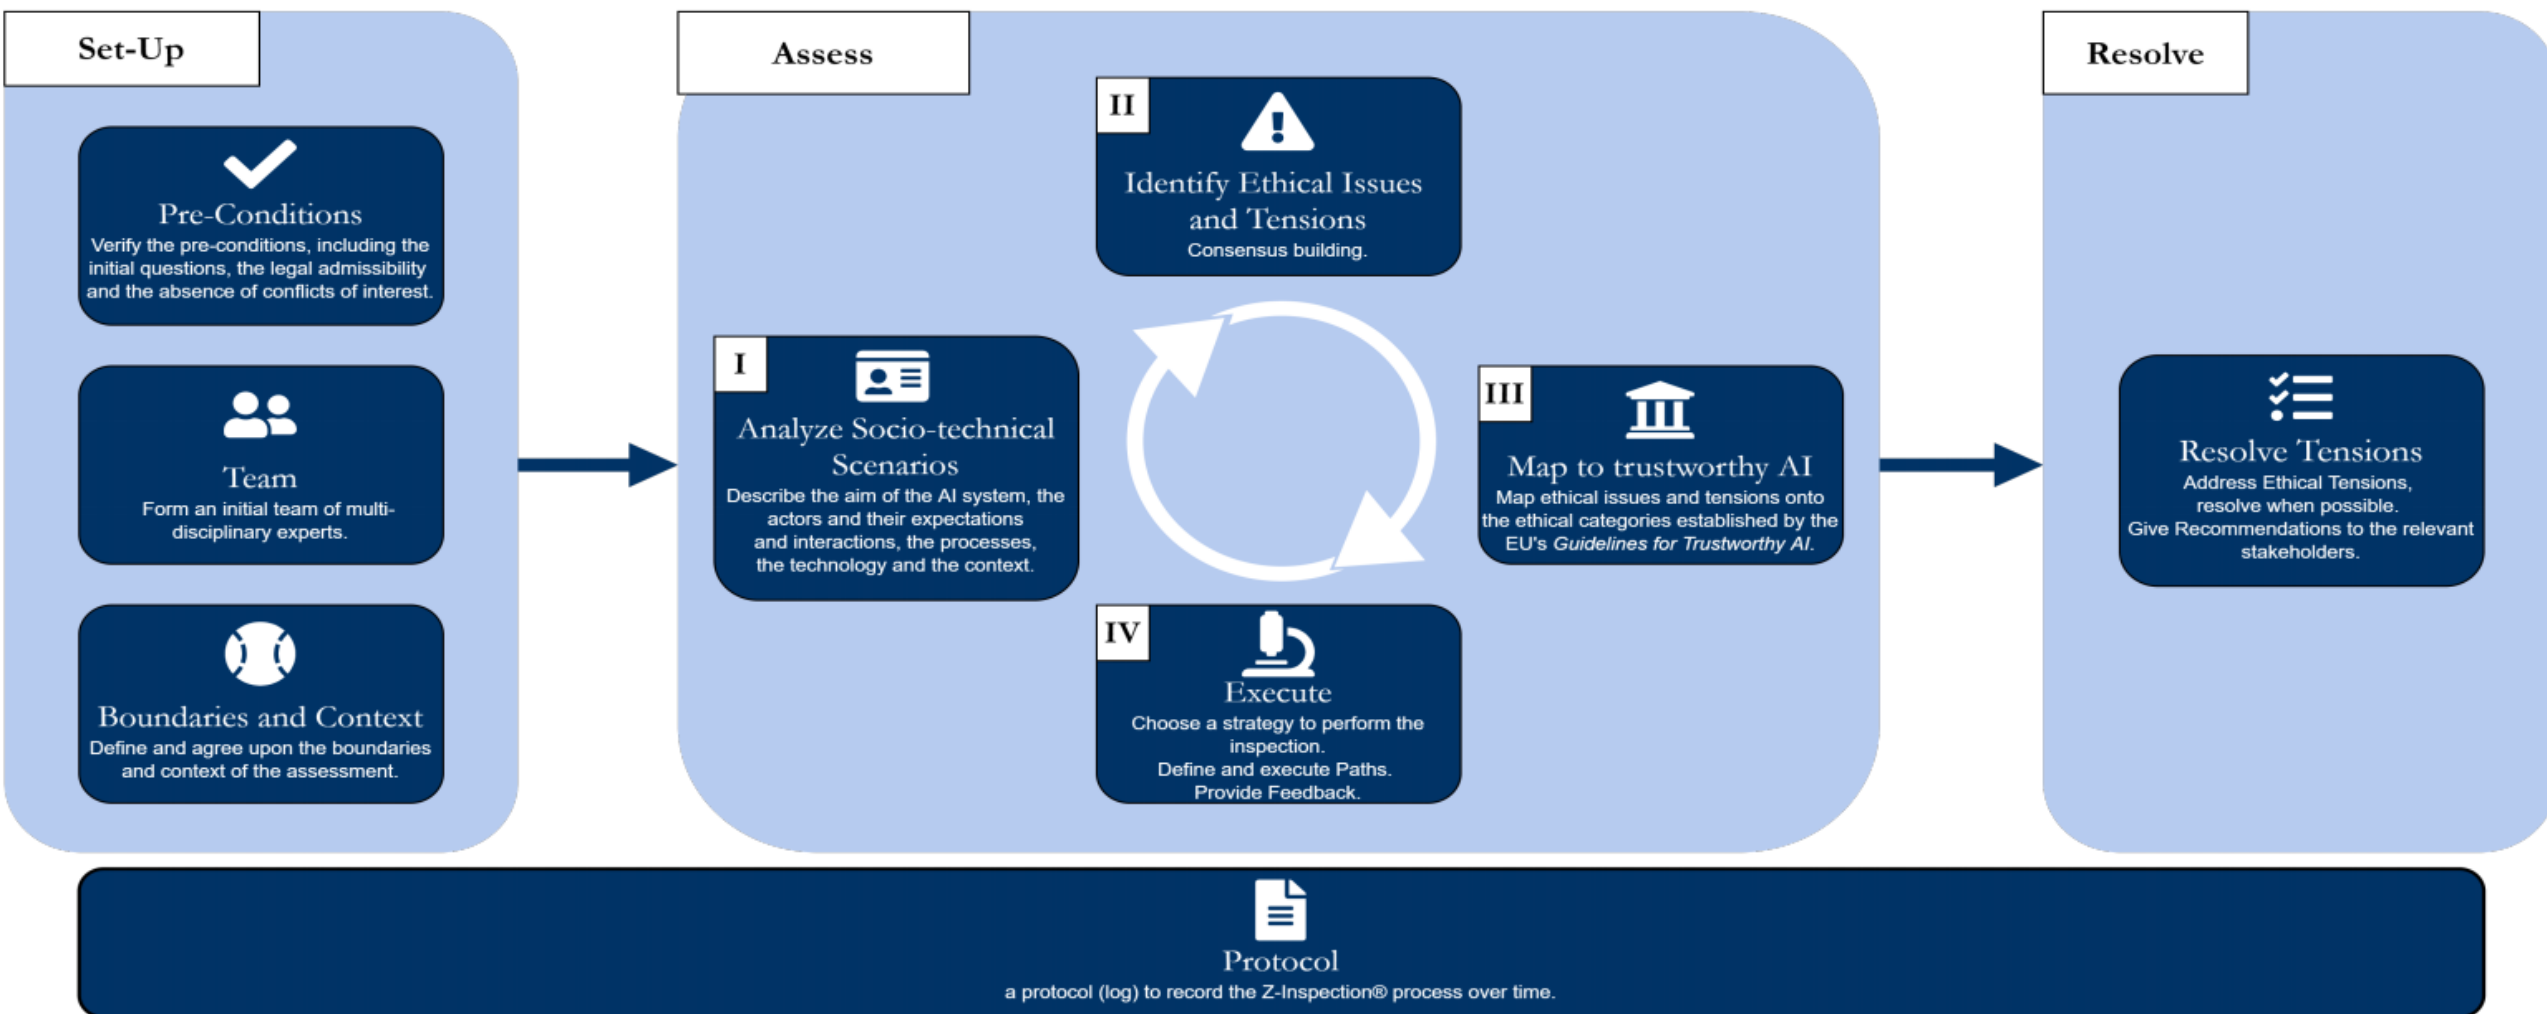 Set-Up
Pre-Conditions
Verify the pre-conditions, including the
initial questions, the legal admissibility
and the absence of conflicts of interest.
Team
Form an initial team of multi-
disciplinary experts.
Boundaries and Context
Define and agree upon the boundaries
and context of the assessment.
Assess
I
Analyze Socio-technical
Scenarios
Describe the aim of the AI system, the
actors and their expectations
and interactions, the processes,
the technology and the context.
II
Identify Ethical Issues
and Tensions
Consensus building.
III
Map to trustworthy AI
Map ethical issues and tensions onto
the ethical categories established by the
EU's Guidelines for Trustworthy AI.
IV
Execute
Choose a strategy to perform the
inspection.
Define and execute Paths.
Provide Feedback.
Resolve
Resolve Tensions
Address Ethical Tensions,
resolve when possible.
Give Recommendations to the relevant
stakeholders.
Protocol
a protocol (log) to record the Z-Inspection® process over time.